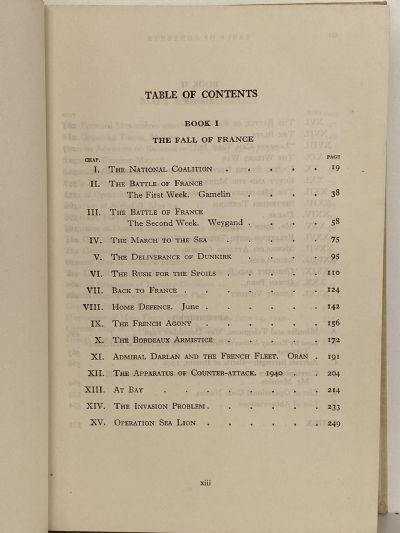 TABLE OF CONTENTS
BOOK I
THE FALL OF FRANCE
CHAP. PAGE
I. THE NATIONAL COALITION . . . . . 19
II. THE BATTLE OF FRANCE
The First Week. Gamelin . . . . 38
III. THE BATTLE OF FRANCE
The Second Week. Weygand . . . . 58
IV. THE MARCH TO THE SEA . . . . . 75
V. THE DELIVERANCE OF DUNKIRK . . . . 95
VI. THE RUSH FOR THE SPOILS . . . . . 110
VII. BACK TO FRANCE . . . . . . 124
VIII. HOME DEFENCE. JUNE . . . . . 142
IX. THE FRENCH AGONY . . . . . 156
X. THE BORDEAUX ARMISTICE . . . . . 172
XI. ADMIRAL DARLAN AND THE FRENCH FLEET. ORAN . 191
XII. THE APPARATUS OF COUNTER-ATTACK. 1940 . . 204
XIII. AT BAY . . . . . . . 214
XIV. THE INVASION PROBLEM . . . . . 233
XV. OPERATION SEA LION . . . . . 249
xiii